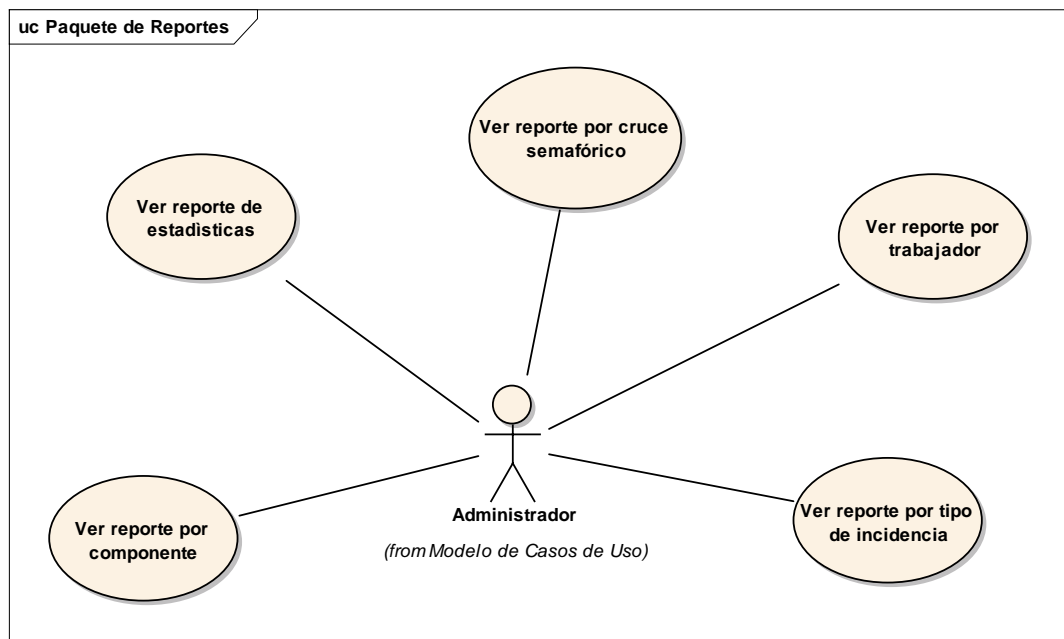 uc Paquete de Reportes
Ver reporte por cruce
semafórico
Ver reporte de
estadìsticas
Ver reporte por
trabajador
Ver reporte por
componente
Administrador
(from Modelo de Casos de Uso)
Ver reporte por tipo
de incidencia